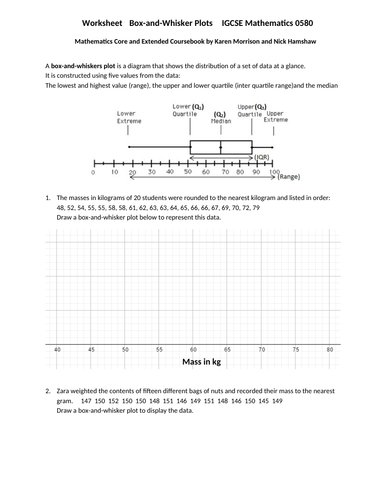 Worksheet Box-and-Whisker Plots IGCSE Mathematics 0580
Mathematics Core and Extended Coursebook by Karen Morrison and Nick Hamshaw
A box-and-whiskers plot is a diagram that shows the distribution of a set of data at a glance.
It is constructed using five values from the data:
The lowest and highest value (range), the upper and lower quartile (inter quartile range)and the median
Lower(Q₁) Upper(Q₃)
Lower Quartile (Q₂) Quartile Upper
Extreme Median Extreme
(IQR)
0 10 20 30 40 50 60 70 80 90 100
(Range)
1. The masses in kilograms of 20 students were rounded to the nearest kilogram and listed in order:
48, 52, 54, 55, 55, 58, 58, 61, 62, 63, 63, 64, 65, 66, 66, 67, 69, 70, 72, 79
Draw a box-and-whisker plot below to represent this data.
40 45 50 55 60 65 70 75 80
Mass in kg
2. Zara weighted the contents of fifteen different bags of nuts and recorded their mass to the nearest
gram. 147 150 152 150 150 148 151 146 149 151 148 146 150 145 149
Draw a box-and-whisker plot to display the data.